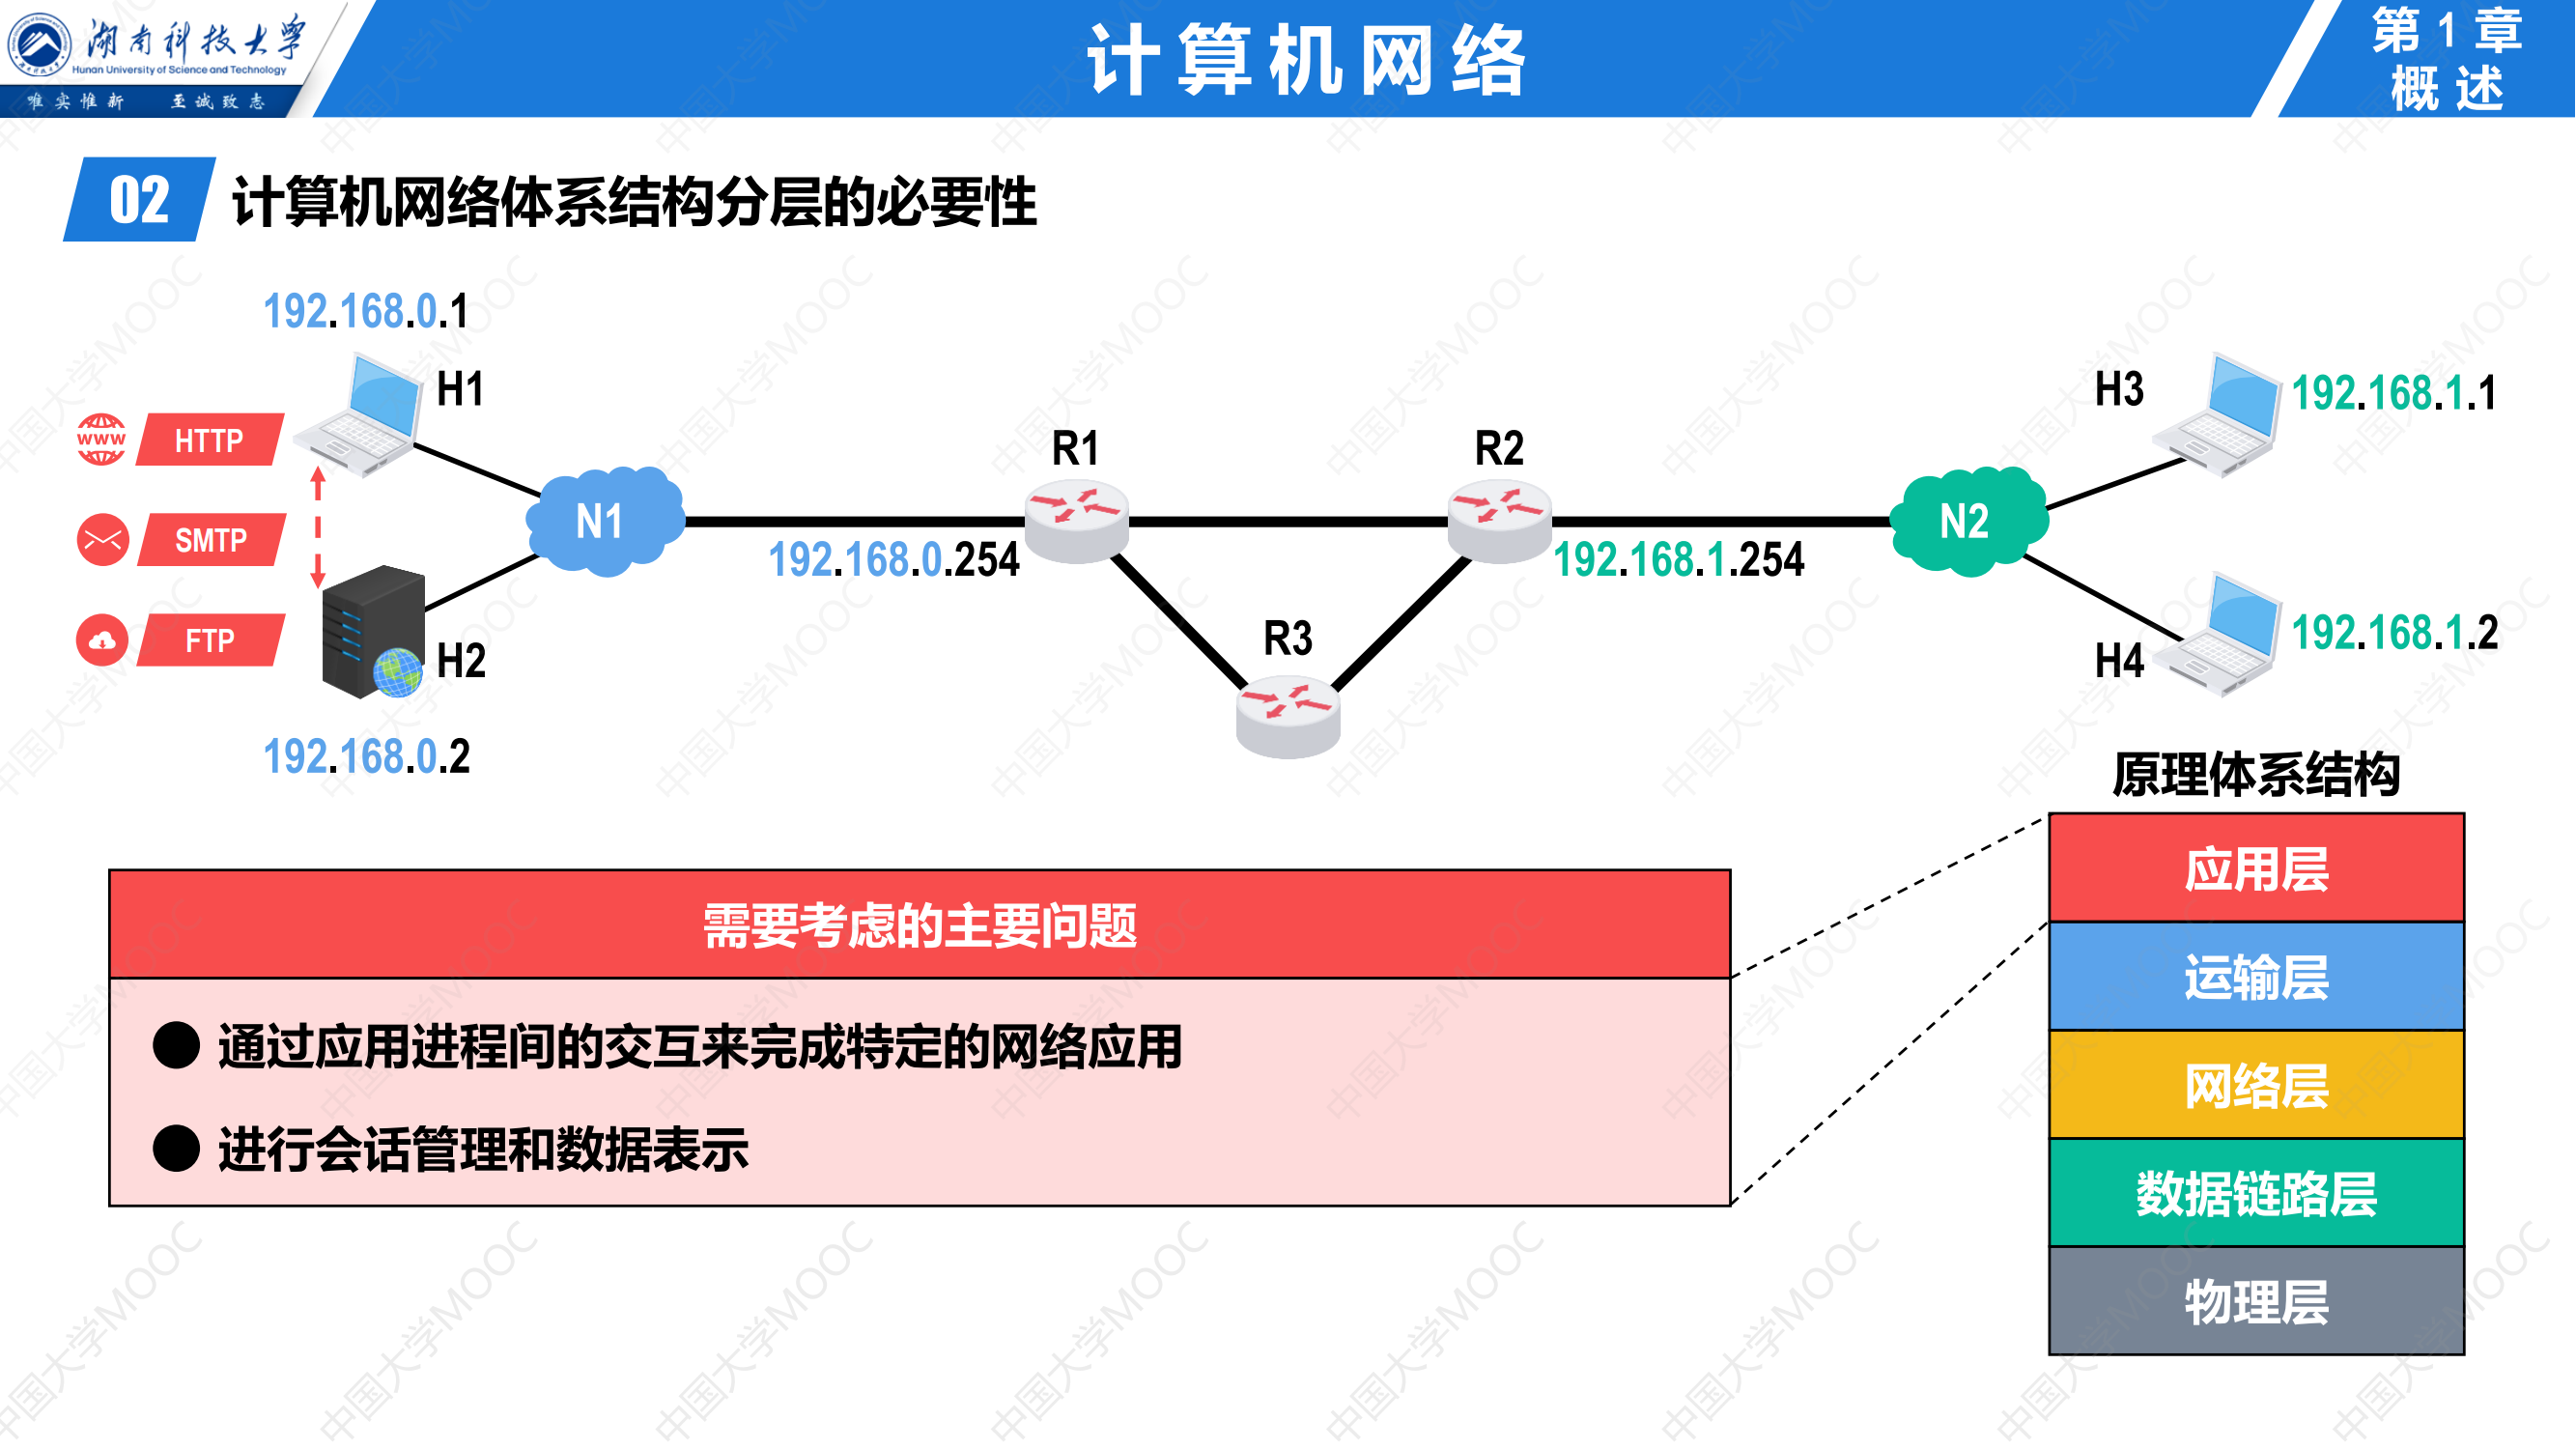 湖南科技大学
Hunan University of Science and Technology
唯实惟新 至诚致志
计算机网络
第1章
概述
02 计算机网络体系结构分层的必要性
192.168.0.1
H1
H3
192.168.1.1
www HTTP
R1
R2
N1
N2
SMTP
192.168.0.254
192.168.1.254
FTP
H2
R3
H4
192.168.1.2
192.168.0.2
原理体系结构
应用层
运输层
网络层
数据链路层
物理层
需要考虑的主要问题
● 通过应用进程间的交互来完成特定的网络应用
● 进行会话管理和数据表示
中国大学MOOC